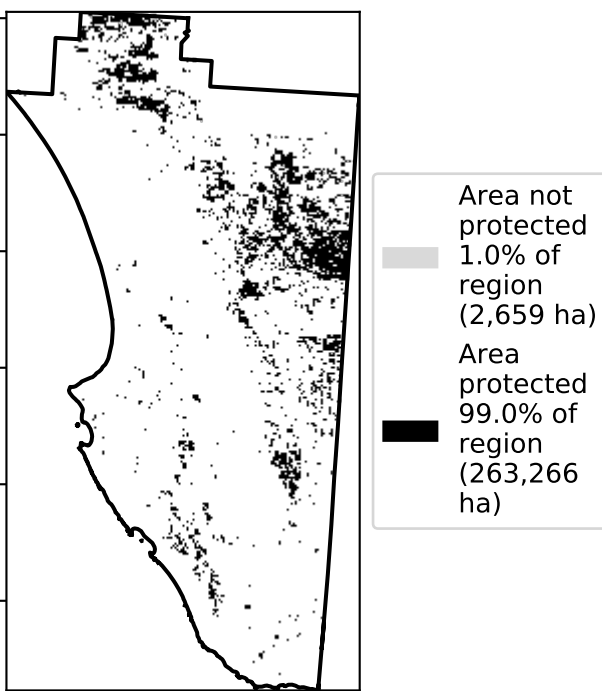 Area not
protected
1.0% of
region
(2,659 ha)
Area
protected
99.0% of
region
(263,266
ha)